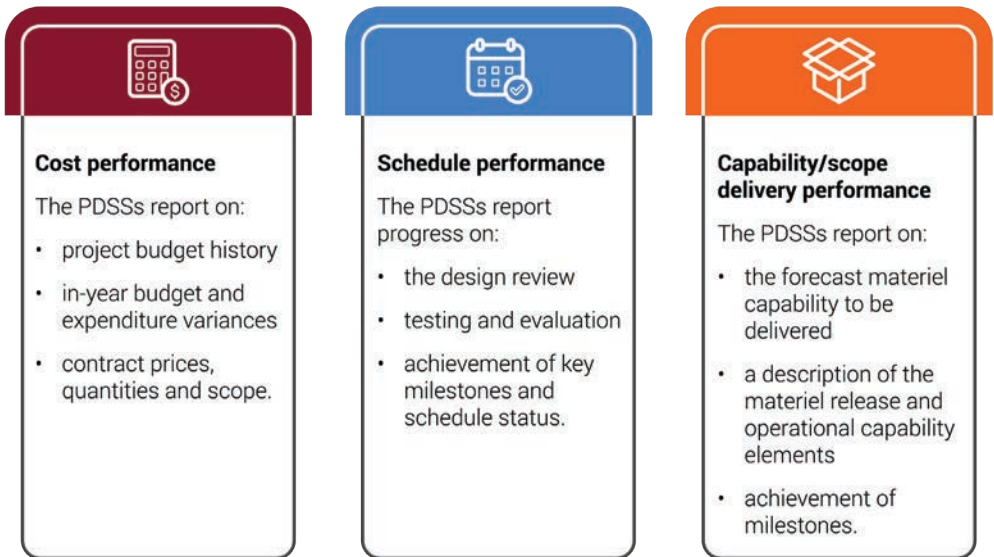 Cost performance
The PDSSs report on:
• project budget history
• in-year budget and
expenditure variances
• contract prices,
quantities and scope.
Schedule performance
The PDSSs report
progress on:
• the design review
• testing and evaluation
• achievement of key
milestones and
schedule status.
Capability/scope
delivery performance
The PDSSs report on:
• the forecast materiel
capability to be
delivered
• a description of the
materiel release and
operational capability
elements
• achievement of
milestones.